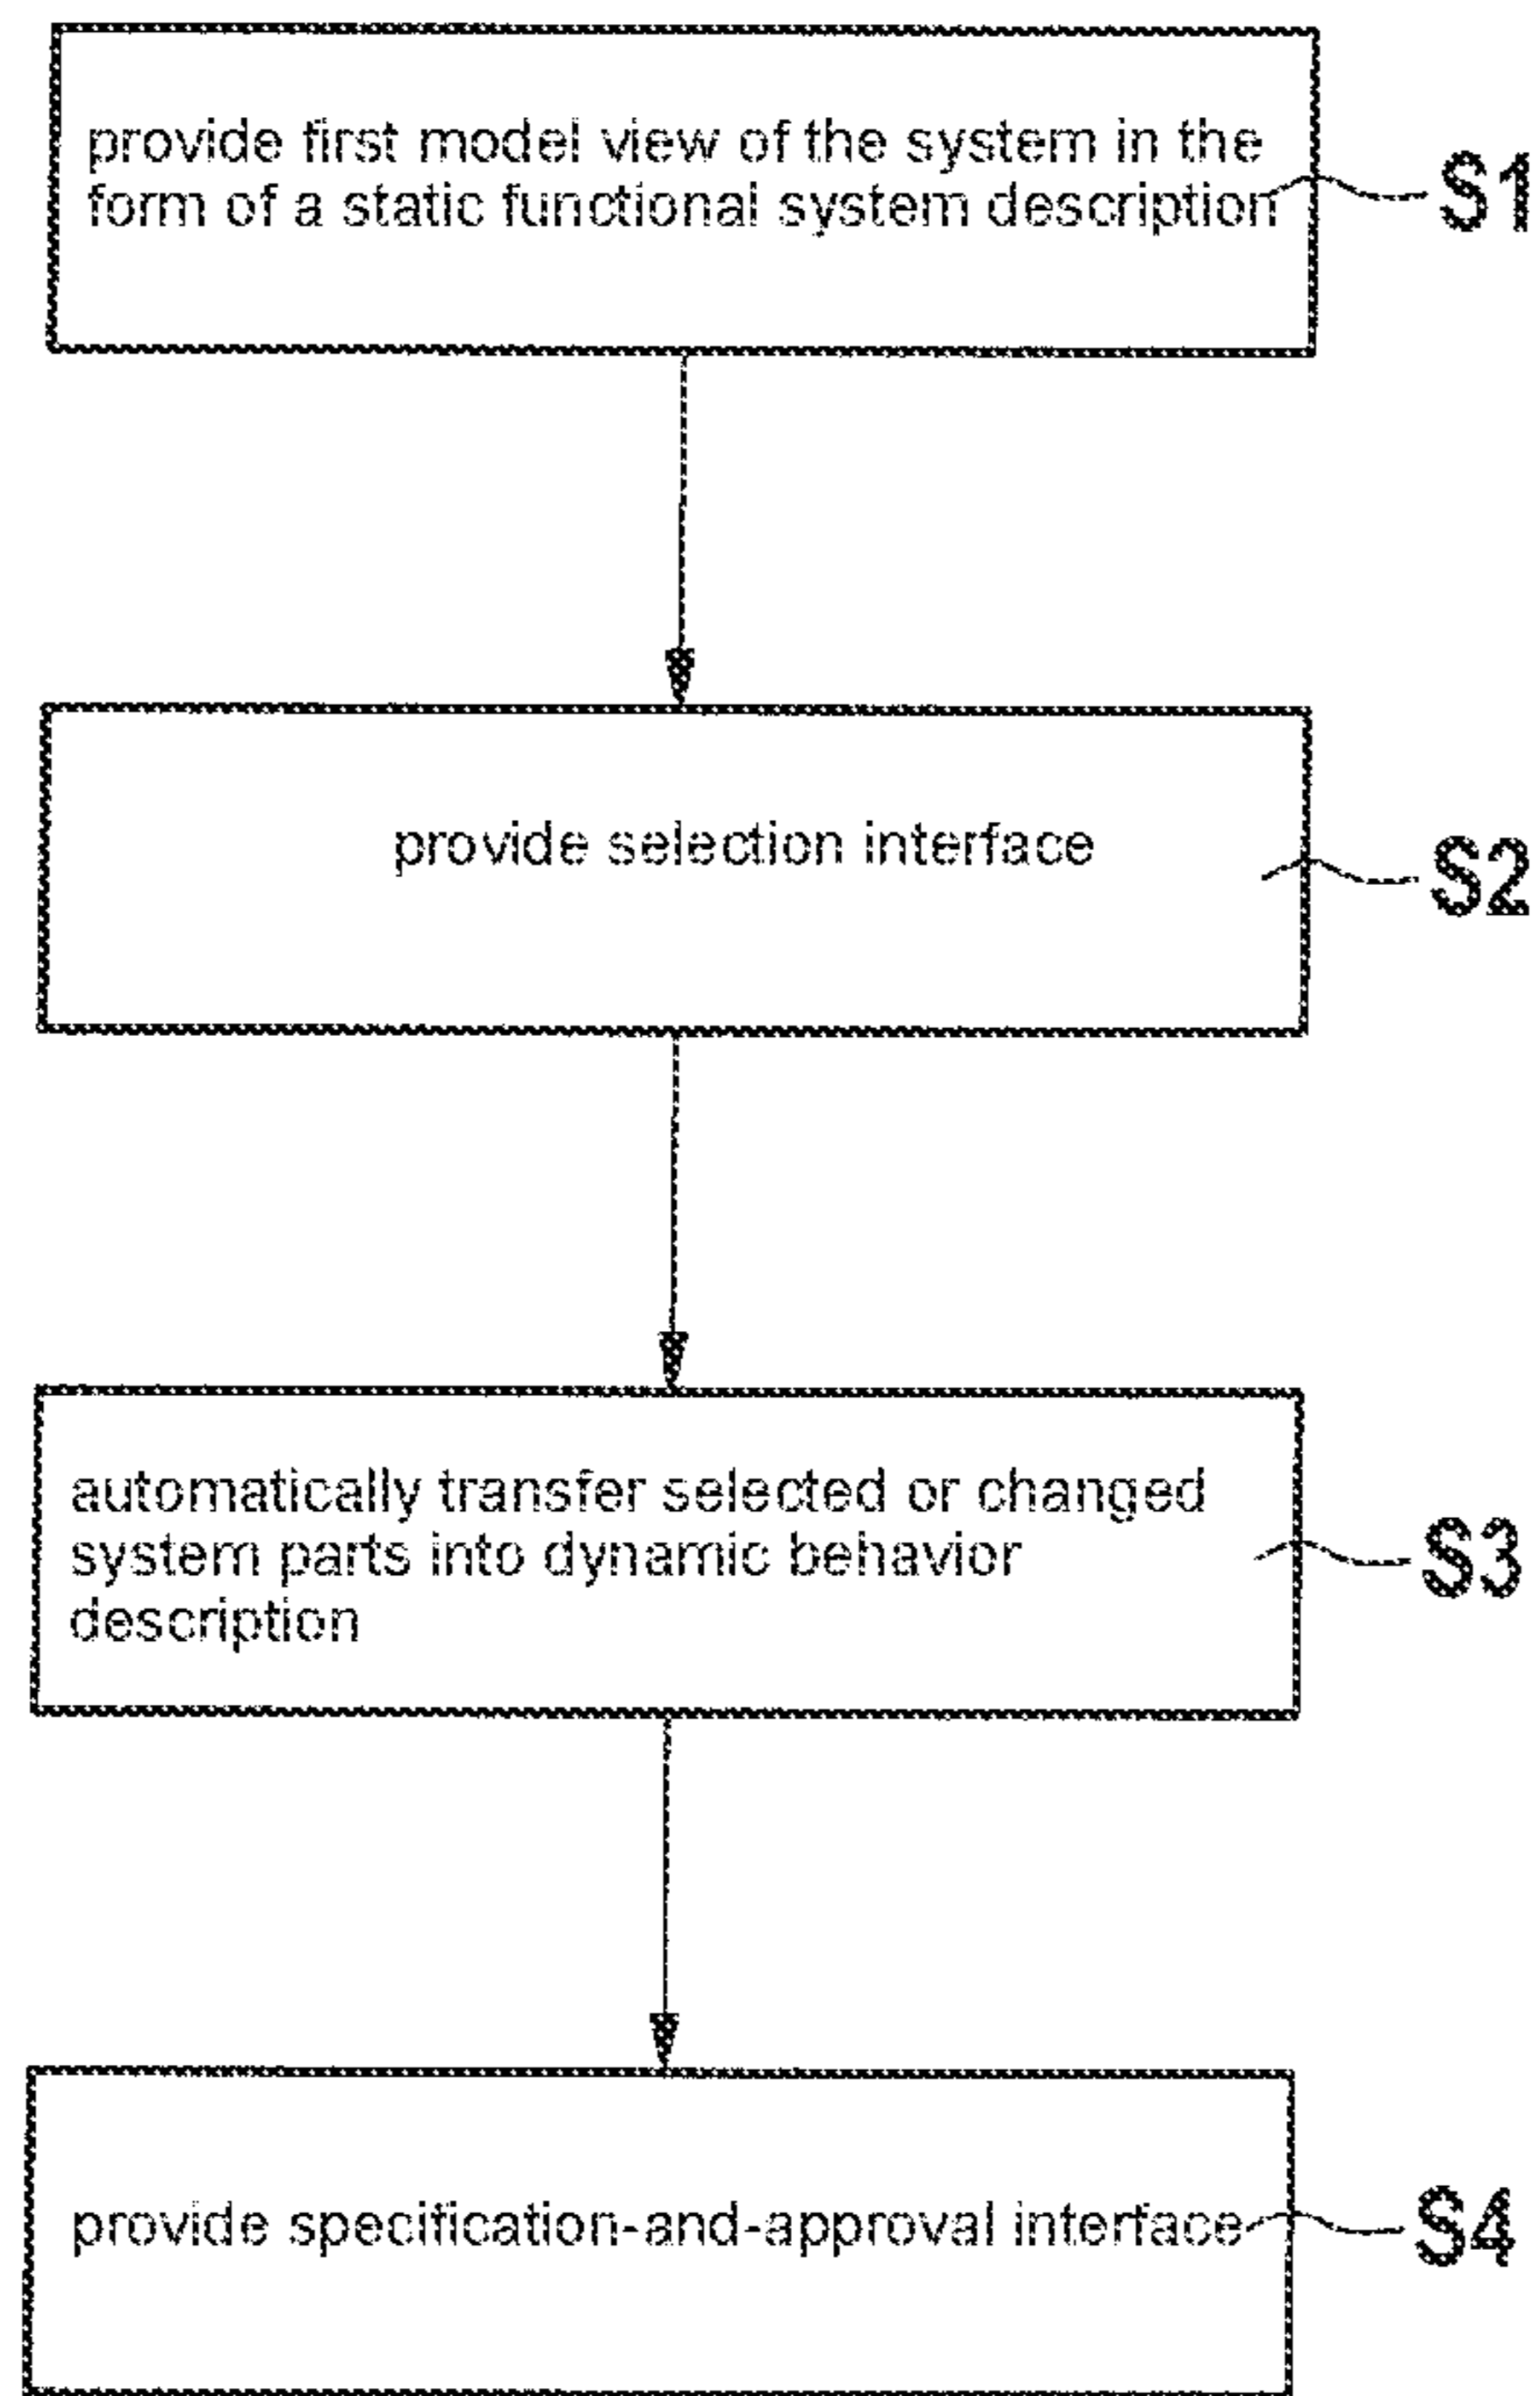 provide first model view of the system in the
form of a static functional system description
S1
provide selection interface
S2
automatically transfer selected or changed
system parts into dynamic behavior
description
S3
provide specification-and-approval interface
S4